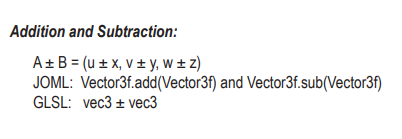 Addition and Subtraction:
A ± B = (u ± x, v ± y, w ± z)
JOML: Vector3f.add(Vector3f) and Vector3f.sub(Vector3f)
GLSL: vec3 ± vec3